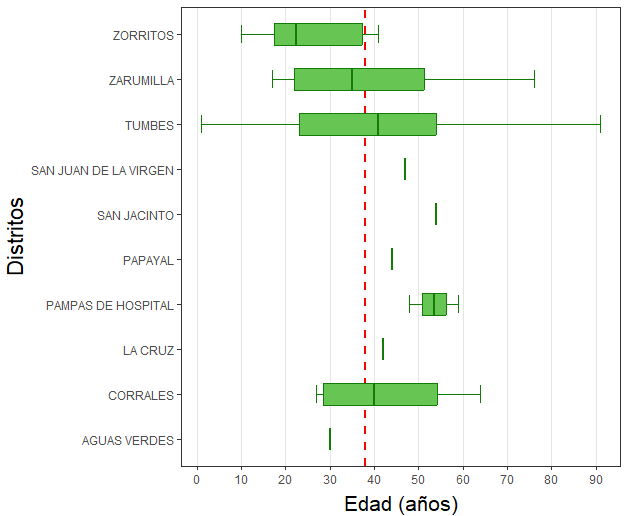 ZORRITOS
ZARUMILLA
TUMBES
SAN JUAN DE LA VIRGEN
SAN JACINTO
PAPAYAL
PAMPAS DE HOSPITAL
LA CRUZ
CORRALES
AGUAS VERDES
Distritos
0 10 20 30 40 50 60 70 80 90
Edad (años)